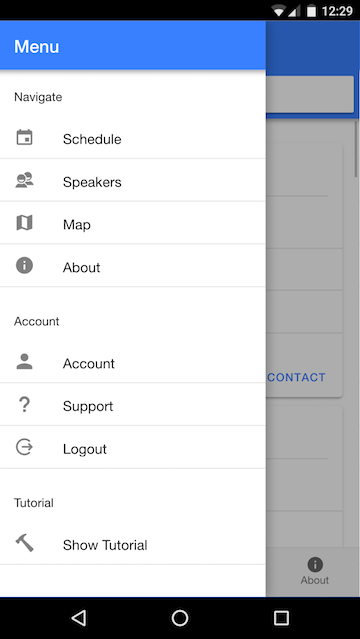 12:29
Menu
Navigate
Schedule
Speakers
Map
About
Account
Account
Support
Logout
Tutorial
Show Tutorial
CONTACT
About